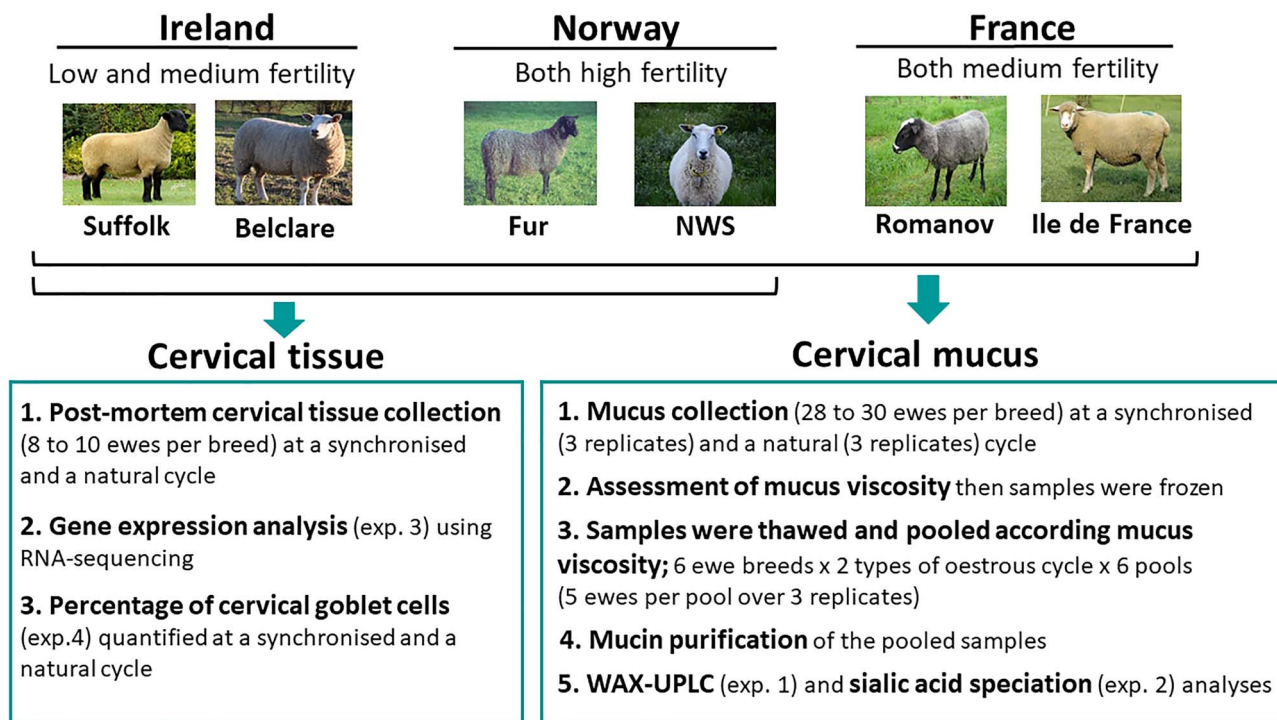 Ireland
Low and medium fertility
Suffolk
Belclare
Norway
Both high fertility
Fur
NWS
France
Both medium fertility
Romanov
Ile de France
Cervical tissue
1. Post-mortem cervical tissue collection
(8 to 10 ewes per breed) at a synchronised
and a natural cycle
2. Gene expression analysis (exp. 3) using
RNA-sequencing
3. Percentage of cervical goblet cells
(exp.4) quantified at a synchronised and a
natural cycle
Cervical mucus
1. Mucus collection (28 to 30 ewes per breed) at a synchronised
(3 replicates) and a natural (3 replicates) cycle
2. Assessment of mucus viscosity then samples were frozen
3. Samples were thawed and pooled according mucus
viscosity; 6 ewe breeds x 2 types of oestrous cycle x 6 pools
(5 ewes per pool over 3 replicates)
4. Mucin purification of the pooled samples
5. WAX-UPLC (exp. 1) and sialic acid speciation (exp. 2) analyses